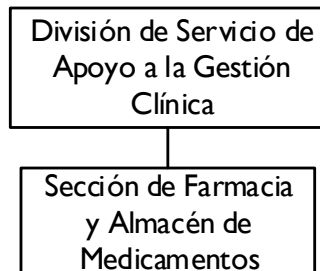 División de Servicio de
Apoyo a la Gestión
Clínica
Sección de Farmacia
y Almacén de
Medicamentos